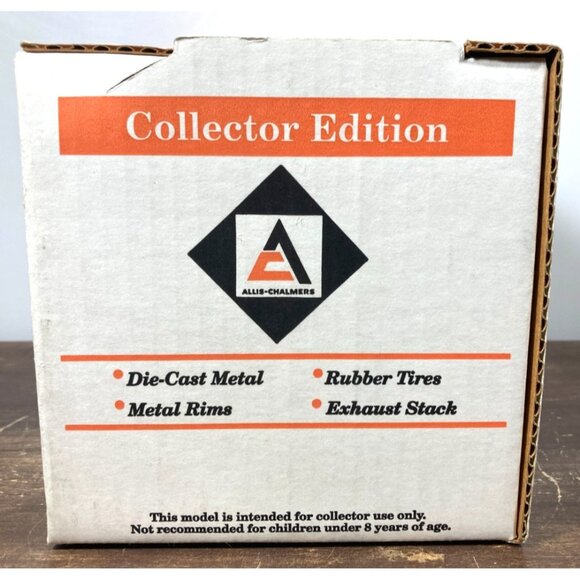 Collector Edition
ALLIS-CHALMERS
Die-Cast Metal
Rubber Tires
Metal Rims
Exhaust Stack
This model is intended for collector use only.
Not recommended for children under 8 years of age.